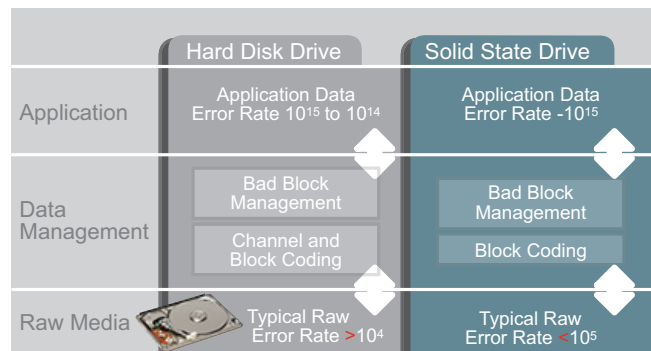 Hard Disk Drive
Solid State Drive
Application
Application Data
Error Rate 10¹⁵ to 10¹⁴
Application Data
Error Rate -10¹⁵
Data
Management
Bad Block
Management
Channel and
Block Coding
Bad Block
Management
Block Coding
Raw Media
Typical Raw
Error Rate >10⁴
Typical Raw
Error Rate <10⁵